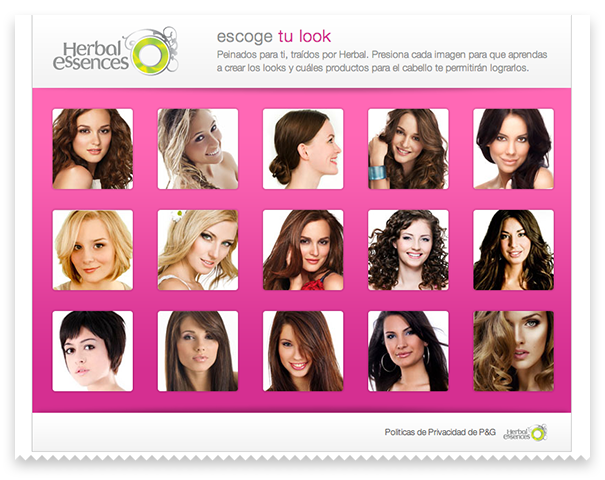 Herbal
essences
escoge tu look
Peinados para ti, traídos por Herbal. Presiona cada imagen para que aprendas
a crear los looks y cuáles productos para el cabello te permitirán lograrlos.
Políticas de Privacidad de P&G
Herbal
essences